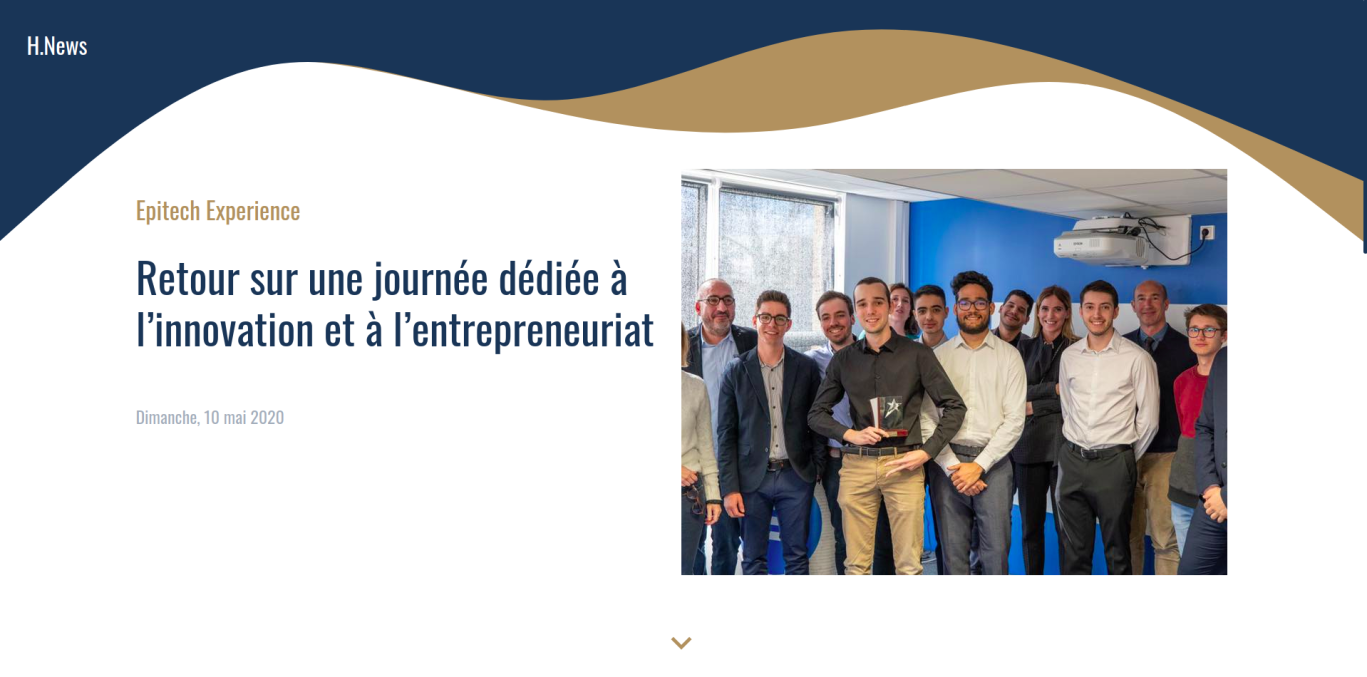 H.News
Epitech Experience
Retour sur une journée dédiée à
l’innovation et à l’entrepreneuriat
Dimanche, 10 mai 2020